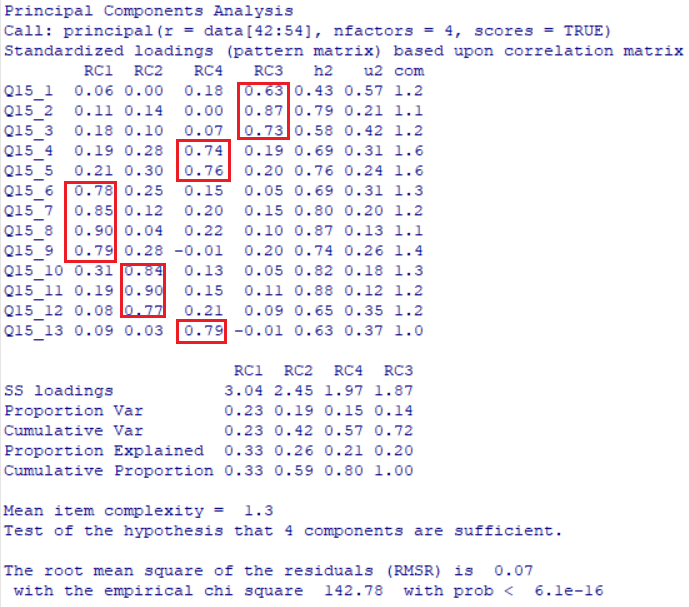 Principal Components Analysis
Call: principal(r = data[42:54], nfactors = 4, scores = TRUE)
Standardized loadings (pattern matrix) based upon correlation matrix
RC1 RC2 RC4 RC3 h2 u2 com
Q15_1 0.06 0.00 0.18 0.63 0.43 0.57 1.2
Q15_2 0.11 0.14 0.00 0.87 0.79 0.21 1.1
Q15_3 0.18 0.10 0.07 0.73 0.58 0.42 1.2
Q15_4 0.19 0.28 0.74 0.19 0.69 0.31 1.6
Q15_5 0.21 0.30 0.76 0.20 0.76 0.24 1.6
Q15_6 0.78 0.25 0.15 0.05 0.69 0.31 1.3
Q15_7 0.85 0.12 0.20 0.15 0.80 0.20 1.2
Q15_8 0.90 0.04 0.22 0.10 0.87 0.13 1.1
Q15_9 0.79 0.28 -0.01 0.20 0.74 0.26 1.4
Q15_10 0.31 0.84 0.13 0.05 0.82 0.18 1.3
Q15_11 0.19 0.90 0.15 0.11 0.88 0.12 1.2
Q15_12 0.08 0.77 0.21 0.09 0.65 0.35 1.2
Q15_13 0.09 0.03 0.79 -0.01 0.63 0.37 1.0
RC1 RC2 RC4 RC3
SS loadings 3.04 2.45 1.97 1.87
Proportion Var 0.23 0.19 0.15 0.14
Cumulative Var 0.23 0.42 0.57 0.72
Proportion Explained 0.33 0.26 0.21 0.20
Cumulative Proportion 0.33 0.59 0.80 1.00
Mean item complexity = 1.3
Test of the hypothesis that 4 components are sufficient.
The root mean square of the residuals (RMSR) is 0.07
with the empirical chi square 142.78 with prob < 6.1e-16